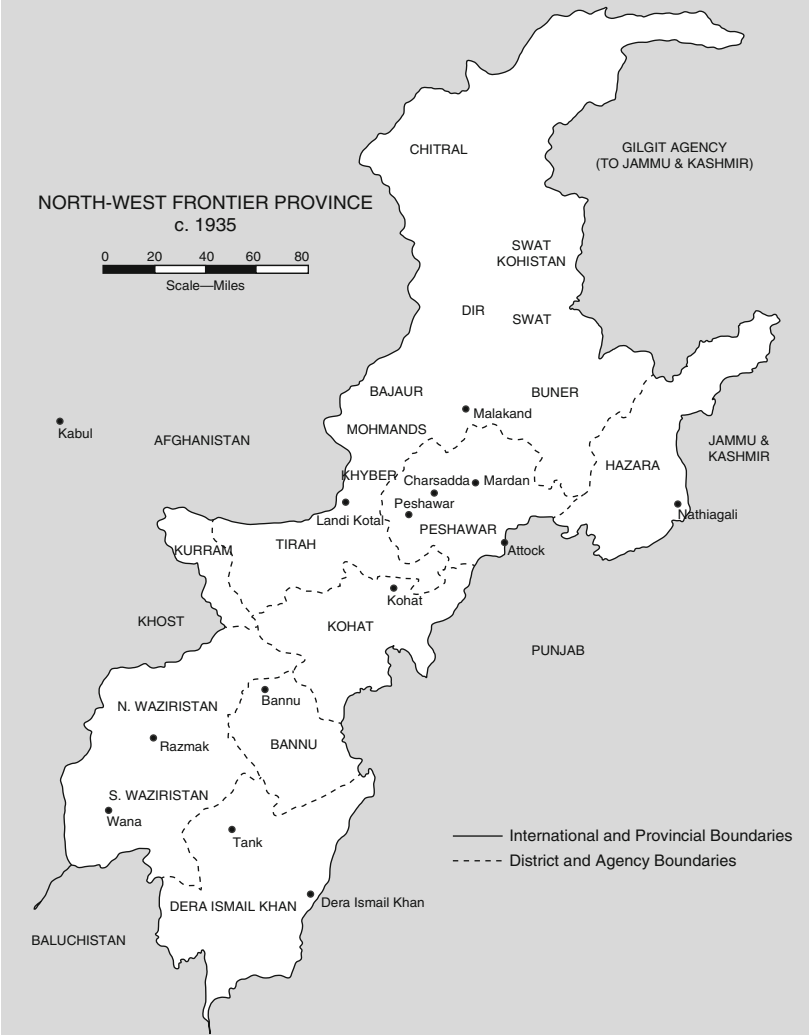 CHITRAL
GILGIT AGENCY
(TO JAMMU & KASHMIR)
NORTH-WEST FRONTIER PROVINCE
c. 1935
0 20 40 60 80
Scale—Miles
SWAT
KOHISTAN
DIR
SWAT
BAJAUR
BUNER
Malakand
Kabul
AFGHANISTAN
MOHMANDS
JAMMU &
KASHMIR
HAZARA
KHYBER
Charsadda
Mardan
Peshawar
Landi Kotal
PESHAWAR
Nathiagali
KURRAM
TIRAH
Attock
Kohat
KHOST
KOHAT
PUNJAB
Bannu
N. WAZIRISTAN
Razmak
BANNU
S. WAZIRISTAN
Wana
Tank
International and Provincial Boundaries
District and Agency Boundaries
DERA ISMAIL KHAN
Dera Ismail Khan
BALUCHISTAN